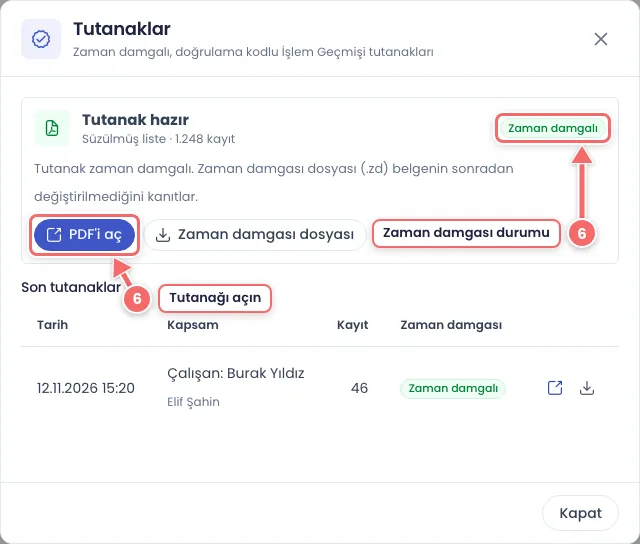 Tutanaklar
Zaman damgalı, doğrulama kodlu İşlem Geçmişi tutanakları
Tutanak hazır
Süzülmüş liste · 1.248 kayıt
Zaman damgalı
Tutanak zaman damgalı. Zaman damgası dosyası (.zd) belgenin sonradan
değiştirilmediğini kanıtlar.
PDF'i aç
Zaman damgası dosyası
Zaman damgası durumu
6
Son tutanaklar
6
Tutanağı açın
Tarih Kapsam Kayıt Zaman damgası
12.11.2026 15:20 Çalışan: Burak Yıldız 46 Zaman damgalı
Elif Şahin
Kapat